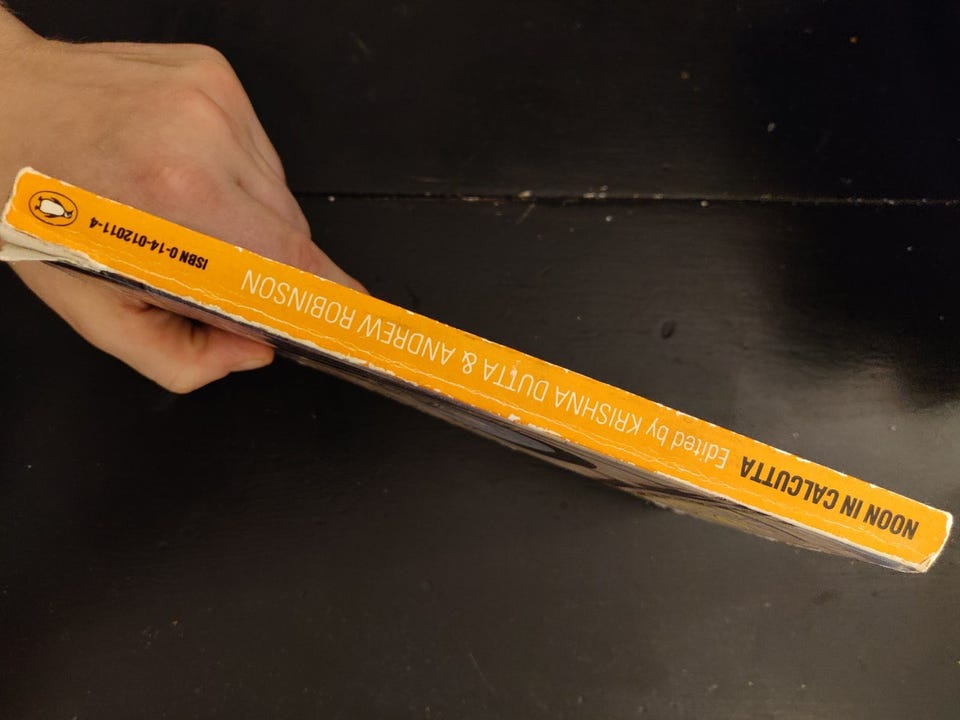 NOON IN CALCUTTA Edited by KRISHNA DUTTA & ANDREW ROBINSON ISBN 0-14-012011-4